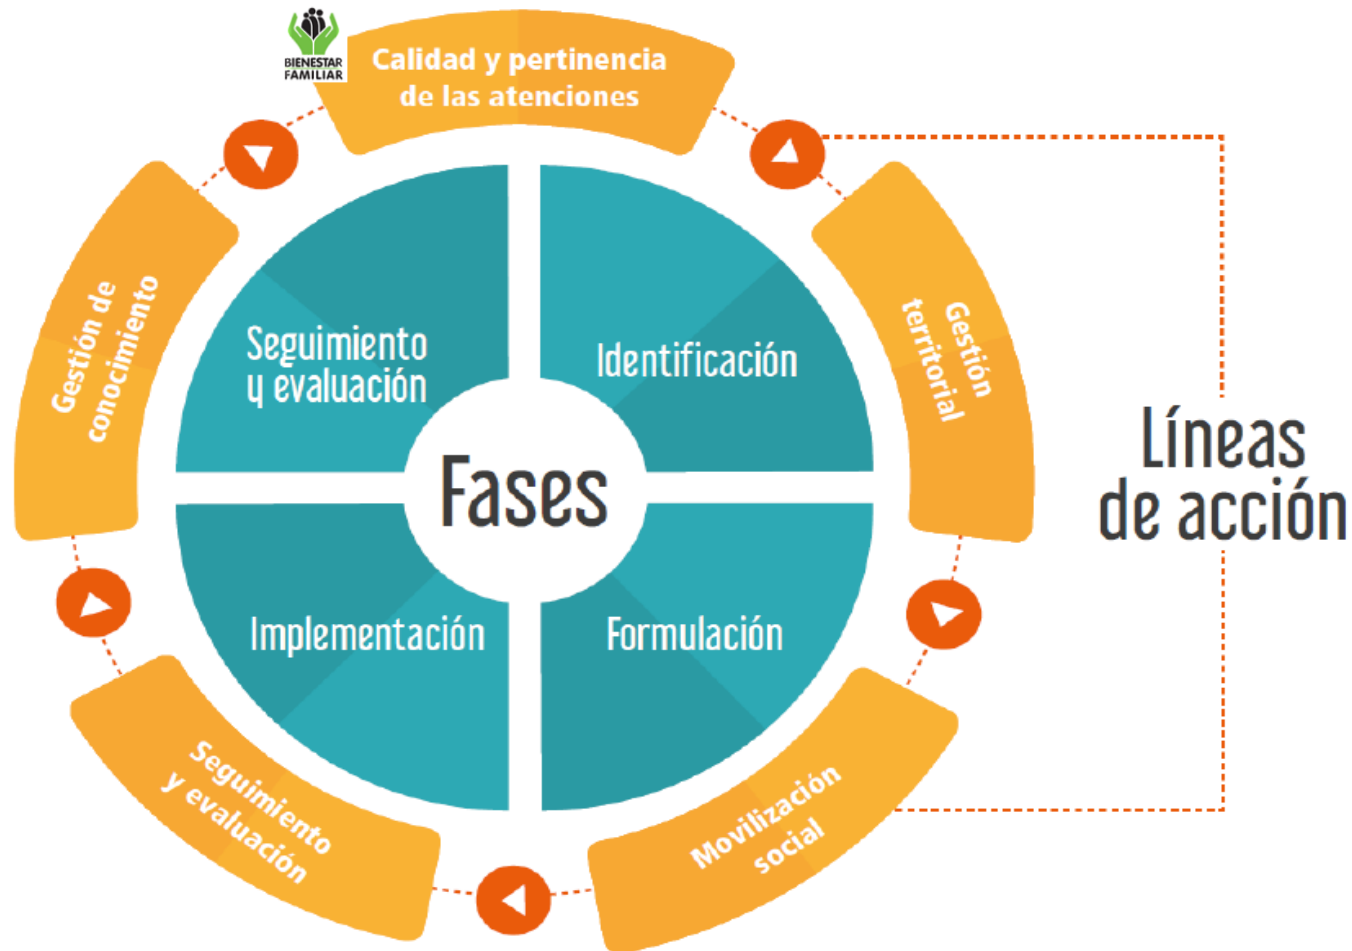 BIENESTAR
FAMILIAR
Calidad y pertinencia
de las atenciones
Gestión
territorial
Movilización
social
Seguimiento
y evaluación
Gestión de
conocimiento
Identificación
Formulación
Implementación
Seguimiento
y evaluación
Fases
Líneas
de acción